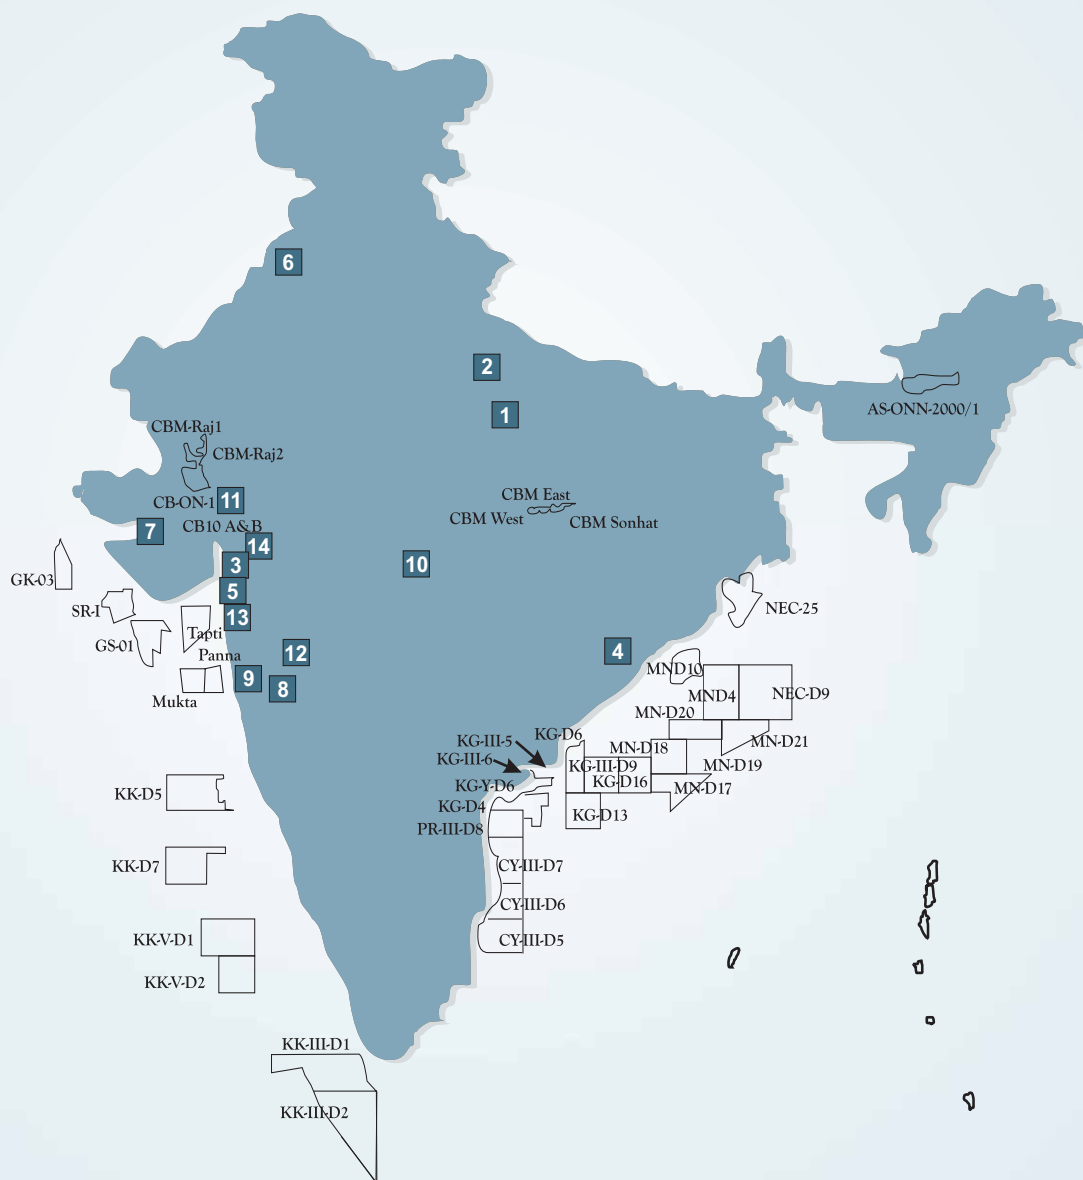 6
2
AS-ONN-2000/1
1
CBM-Raj1
CBM-Raj2
CBM East
CB-ON-1
11
CBM West
CBM Sonhat
7
CB10 A&B
14
3
10
GK-03
5
SR-I
NEC-25
13
Tapti
GS-01
Panna
12
4
MND10
9
8
Mukta
MND4
NEC-D9
MN-D20
KG-D6
KG-III-5
MN-D21
MN-D18
KG-III-6
KG-III-D9
MN-D19
KG-D16
KG-Y-D6
MN-D17
KK-D5
KG-D4
KG-D13
PR-III-D8
KK-D7
CY-III-D7
CY-III-D6
KK-V-D1
CY-III-D5
KK-V-D2
KK-III-D1
KK-III-D2